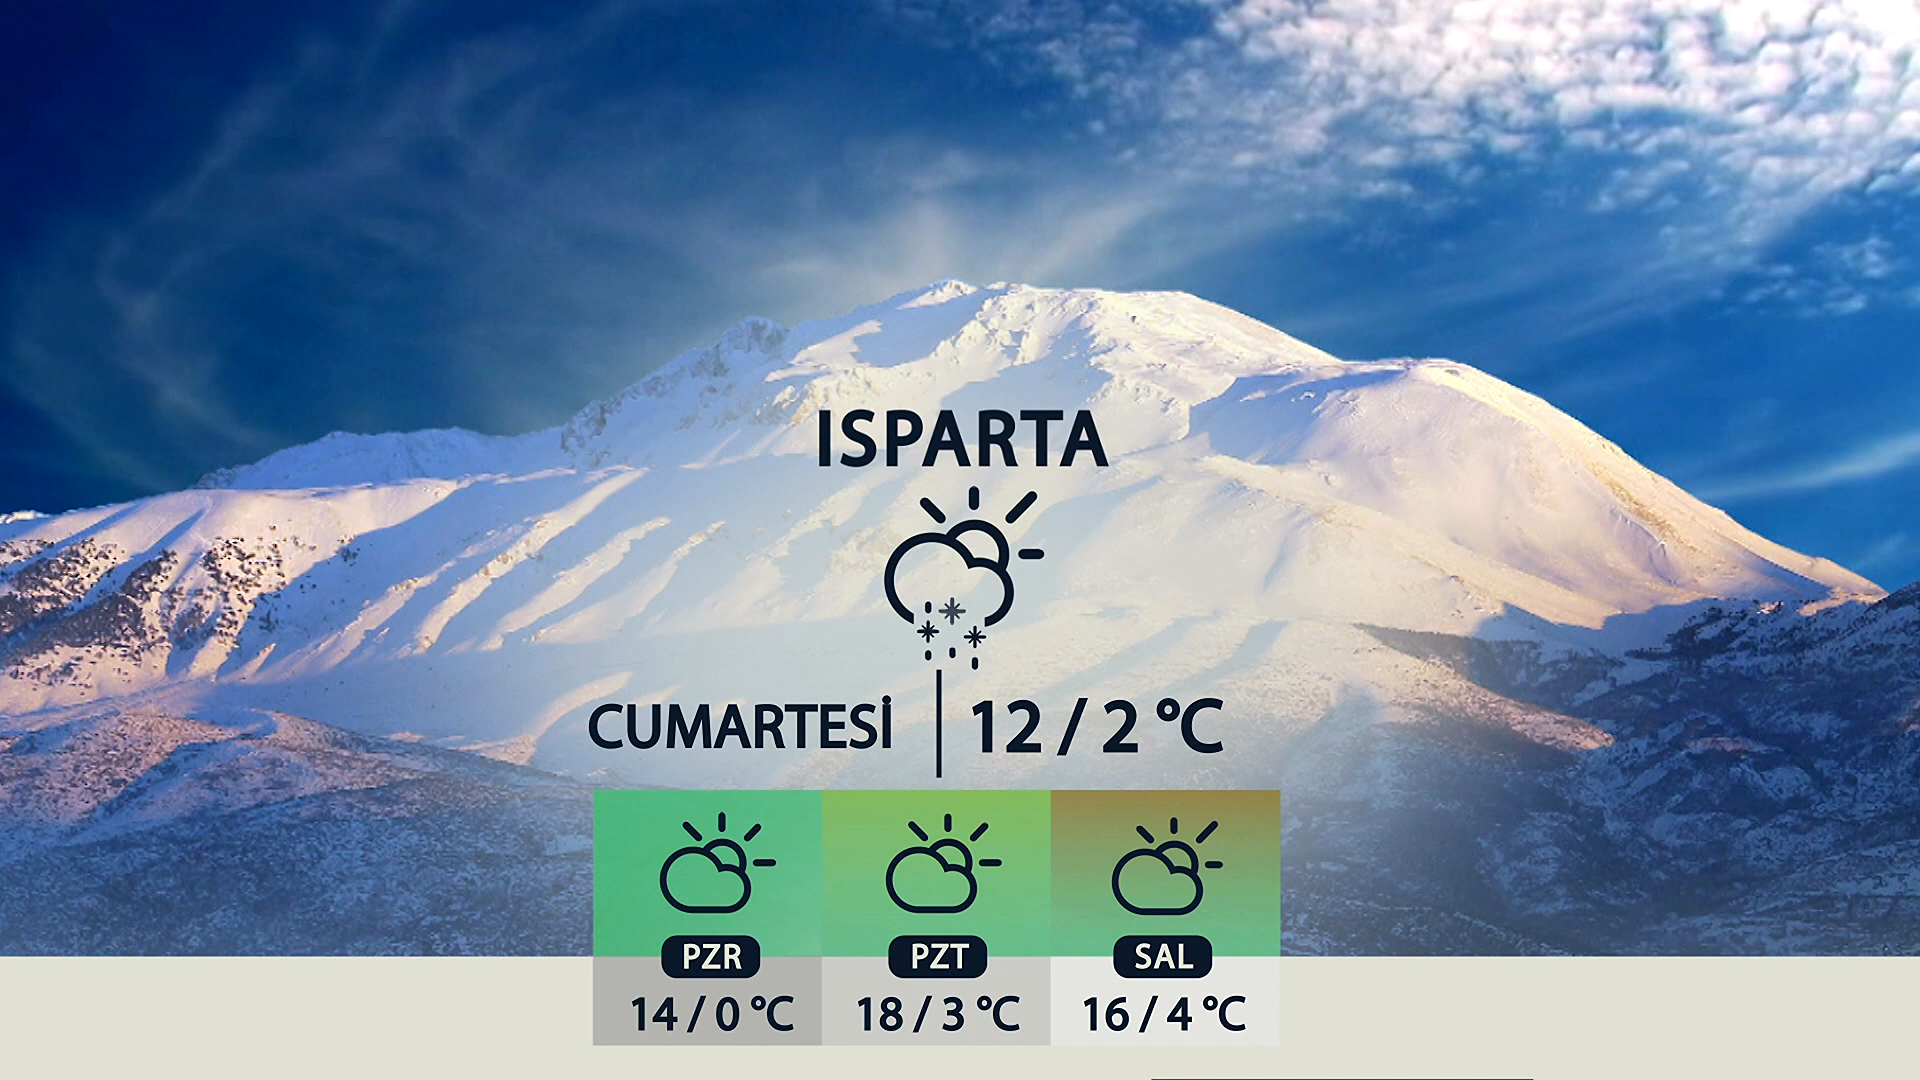 ISPARTA
CUMARTESİ
12 / 2 °C
PZR
PZT
SAL
14 / 0 °C
18 / 3 °C
16 / 4 °C